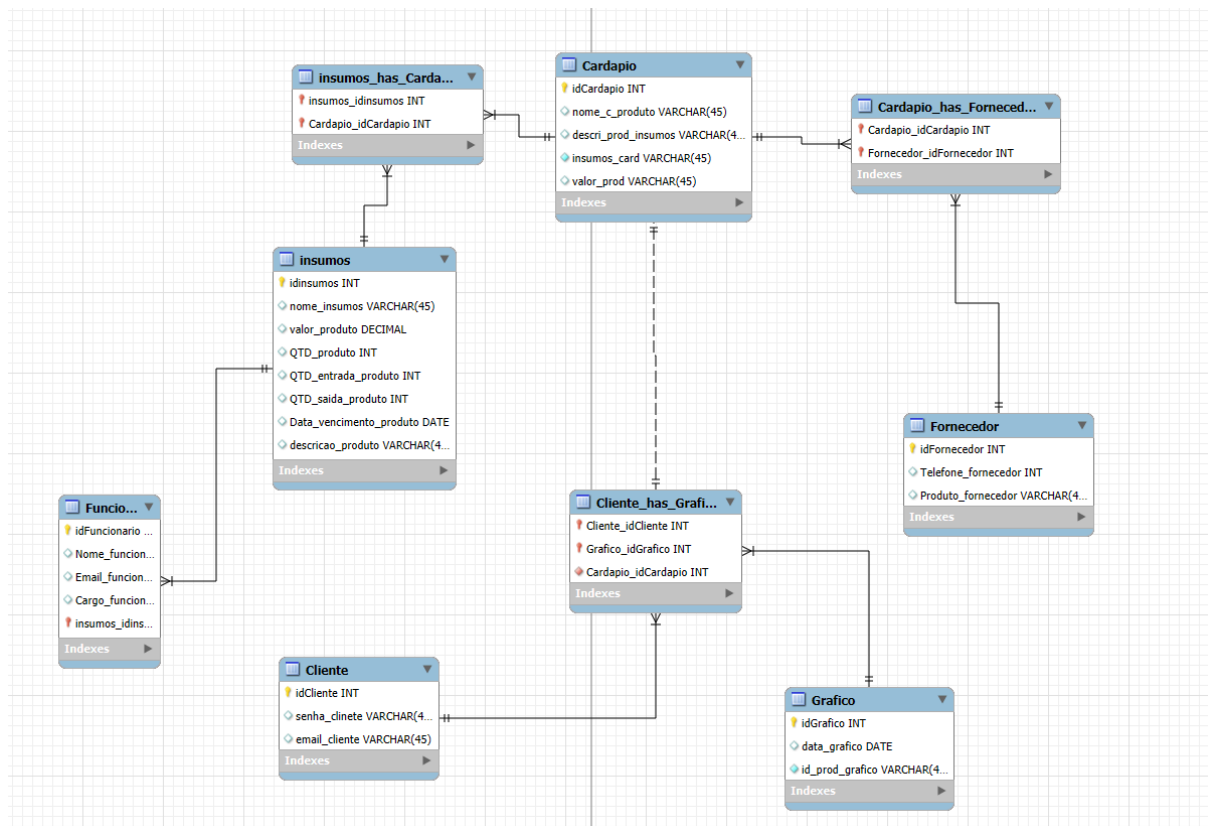 insumos_has_Carda...
insumos_idinsumos INT
Cardapio_idCardapio INT
Indexes
Cardapio
idCardapio INT
nome_c_produto VARCHAR(45)
descri_prod_insumos VARCHAR(4...
insumos_card VARCHAR(45)
valor_prod VARCHAR(45)
Indexes
Cardapio_has_Forneced...
Cardapio_idCardapio INT
Fornecedor_idFornecedor INT
Indexes
insumos
idinsumos INT
nome_insumos VARCHAR(45)
valor_produto DECIMAL
QTD_produto INT
QTD_entrada_produto INT
QTD_saida_produto INT
Data_vencimento_produto DATE
descricao_produto VARCHAR(4...
Indexes
Fornecedor
idFornecedor INT
Telefone_fornecedor INT
Produto_fornecedor VARCHAR(4...
Indexes
Funcio...
idFuncionario ...
Nome_funcion...
Email_funcion...
Cargo_funcion...
insumos_idins...
Indexes
Cliente_has_Grafi...
Cliente_idCliente INT
Grafico_idGrafico INT
Cardapio_idCardapio INT
Indexes
Cliente
idCliente INT
senha_clinete VARCHAR(4...
email_cliente VARCHAR(45)
Indexes
Grafico
idGrafico INT
data_grafico DATE
id_prod_grafico VARCHAR(4...
Indexes